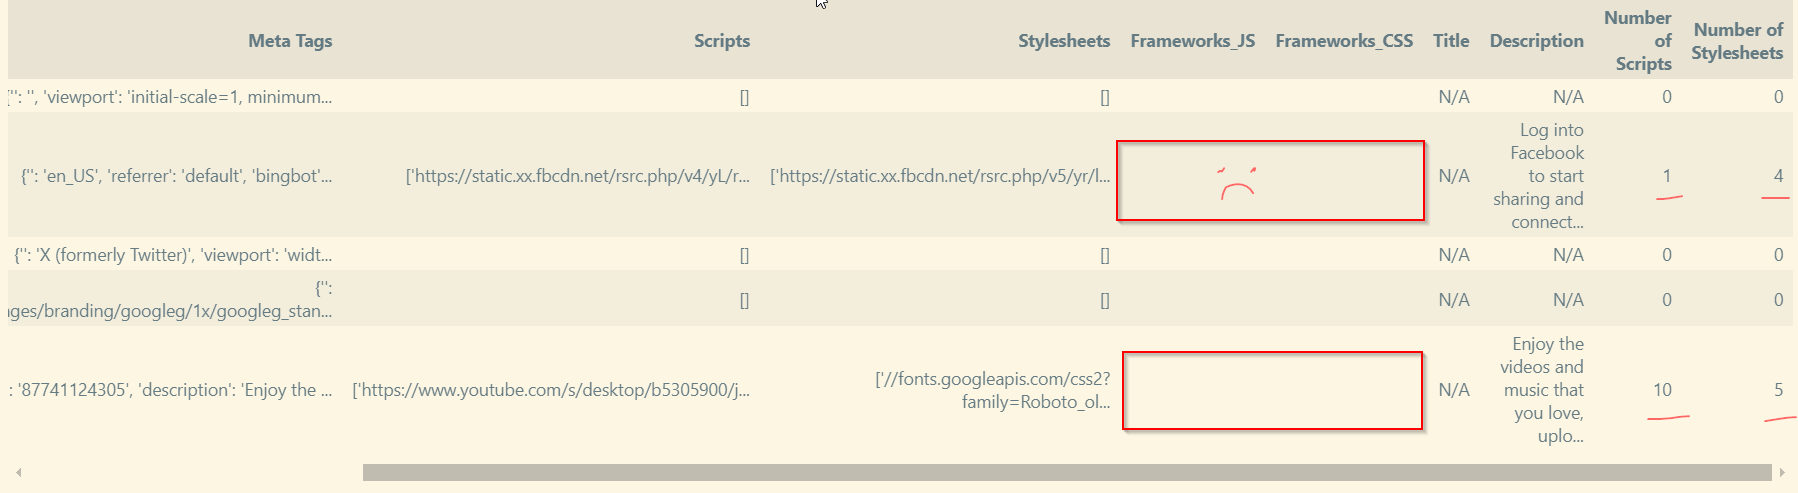 Meta Tags Scripts Stylesheets Frameworks_JS Frameworks_CSS Title Description Number of Scripts Number of Stylesheets
'': '', 'viewport': 'initial-scale=1, minimum... [] [] N/A N/A 0 0
{'': 'en_US', 'referrer': 'default', 'bingbot'... ['https://static.xx.fbcdn.net/rsrc.php/v4/yL/r... ['https://static.xx.fbcdn.net/rsrc.php/v5/yr/l... N/A Log into Facebook to start sharing and connect... 1 4
{'': 'X (formerly Twitter)', 'viewport': 'widt... [] [] N/A N/A 0 0
{'':
ages/branding/googleg/1x/googleg_stan... [] [] N/A N/A 0 0
: '87741124305', 'description': 'Enjoy the ... ['https://www.youtube.com/s/desktop/b5305900/j... ['//fonts.googleapis.com/css2?family=Roboto_ol... N/A Enjoy the videos and music that you love, uplo... 10 5